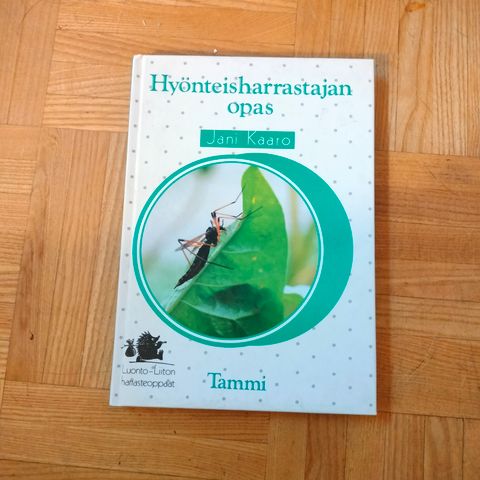 Hyönteisharrastajan
opas
Jani Kaaro
Luonto-Liiton
harrasteoppaat
Tammi